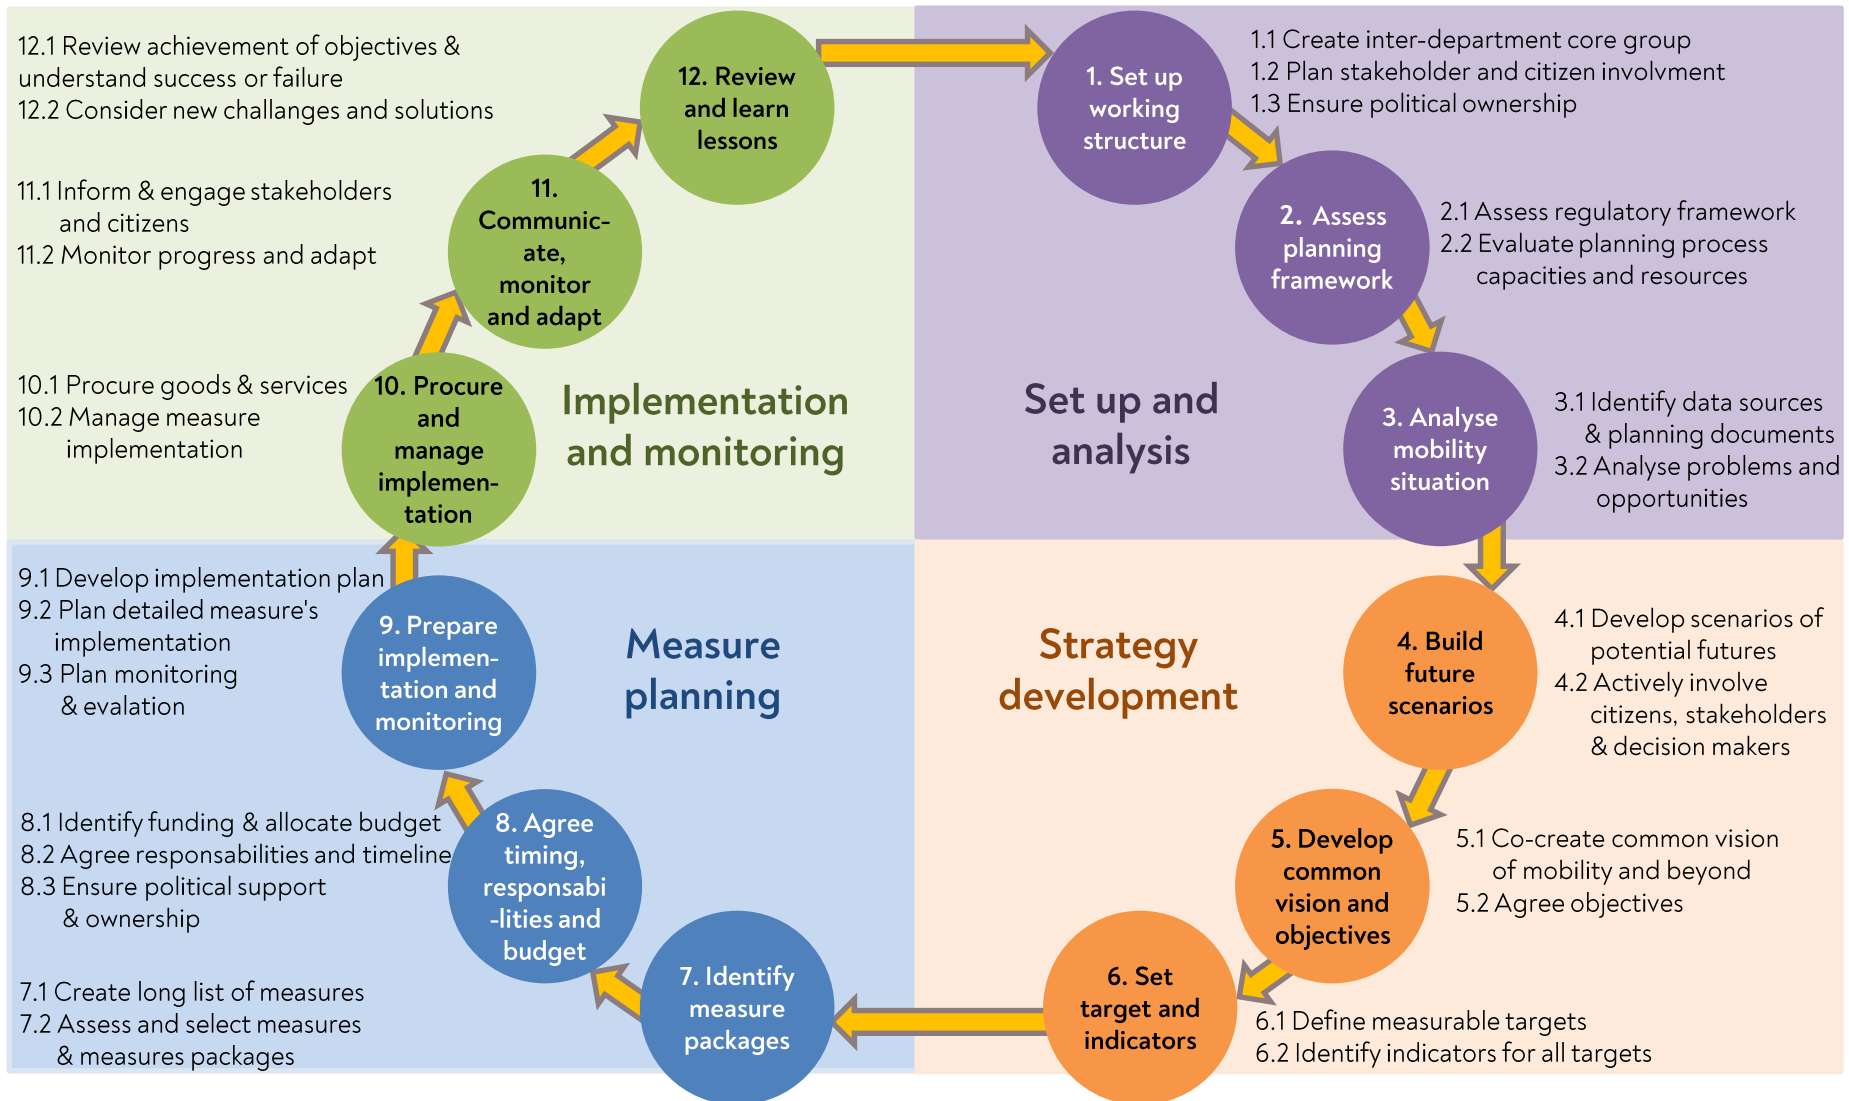 12.1 Review achievement of objectives &
understand success or failure
12.2 Consider new challanges and solutions
12. Review
and learn
lessons
1. Set up
working
structure
1.1 Create inter-department core group
1.2 Plan stakeholder and citizen involvment
1.3 Ensure political ownership
11.1 Inform & engage stakeholders
and citizens
11.2 Monitor progress and adapt
11.
Communic-
ate,
monitor
and adapt
2. Assess
planning
framework
2.1 Assess regulatory framework
2.2 Evaluate planning process
capacities and resources
10.1 Procure goods & services
10.2 Manage measure
implementation
10. Procure
and
manage
implemen-
tation
Implementation
and monitoring
Set up and
analysis
3. Analyse
mobility
situation
3.1 Identify data sources
& planning documents
3.2 Analyse problems and
opportunities
9.1 Develop implementation plan
9.2 Plan detailed measure's
implementation
9.3 Plan monitoring
& evalation
9. Prepare
implemen-
tation and
monitoring
Measure
planning
Strategy
development
4. Build
future
scenarios
4.1 Develop scenarios of
potential futures
4.2 Actively involve
citizens, stakeholders
& decision makers
8.1 Identify funding & allocate budget
8.2 Agree responsabilities and timeline
8.3 Ensure political support
& ownership
8. Agree
timing,
responsabi
-lities and
budget
5. Develop
common
vision and
objectives
5.1 Co-create common vision
of mobility and beyond
5.2 Agree objectives
7.1 Create long list of measures
7.2 Assess and select measures
& measures packages
7. Identify
measure
packages
6. Set
target and
indicators
6.1 Define measurable targets
6.2 Identify indicators for all targets